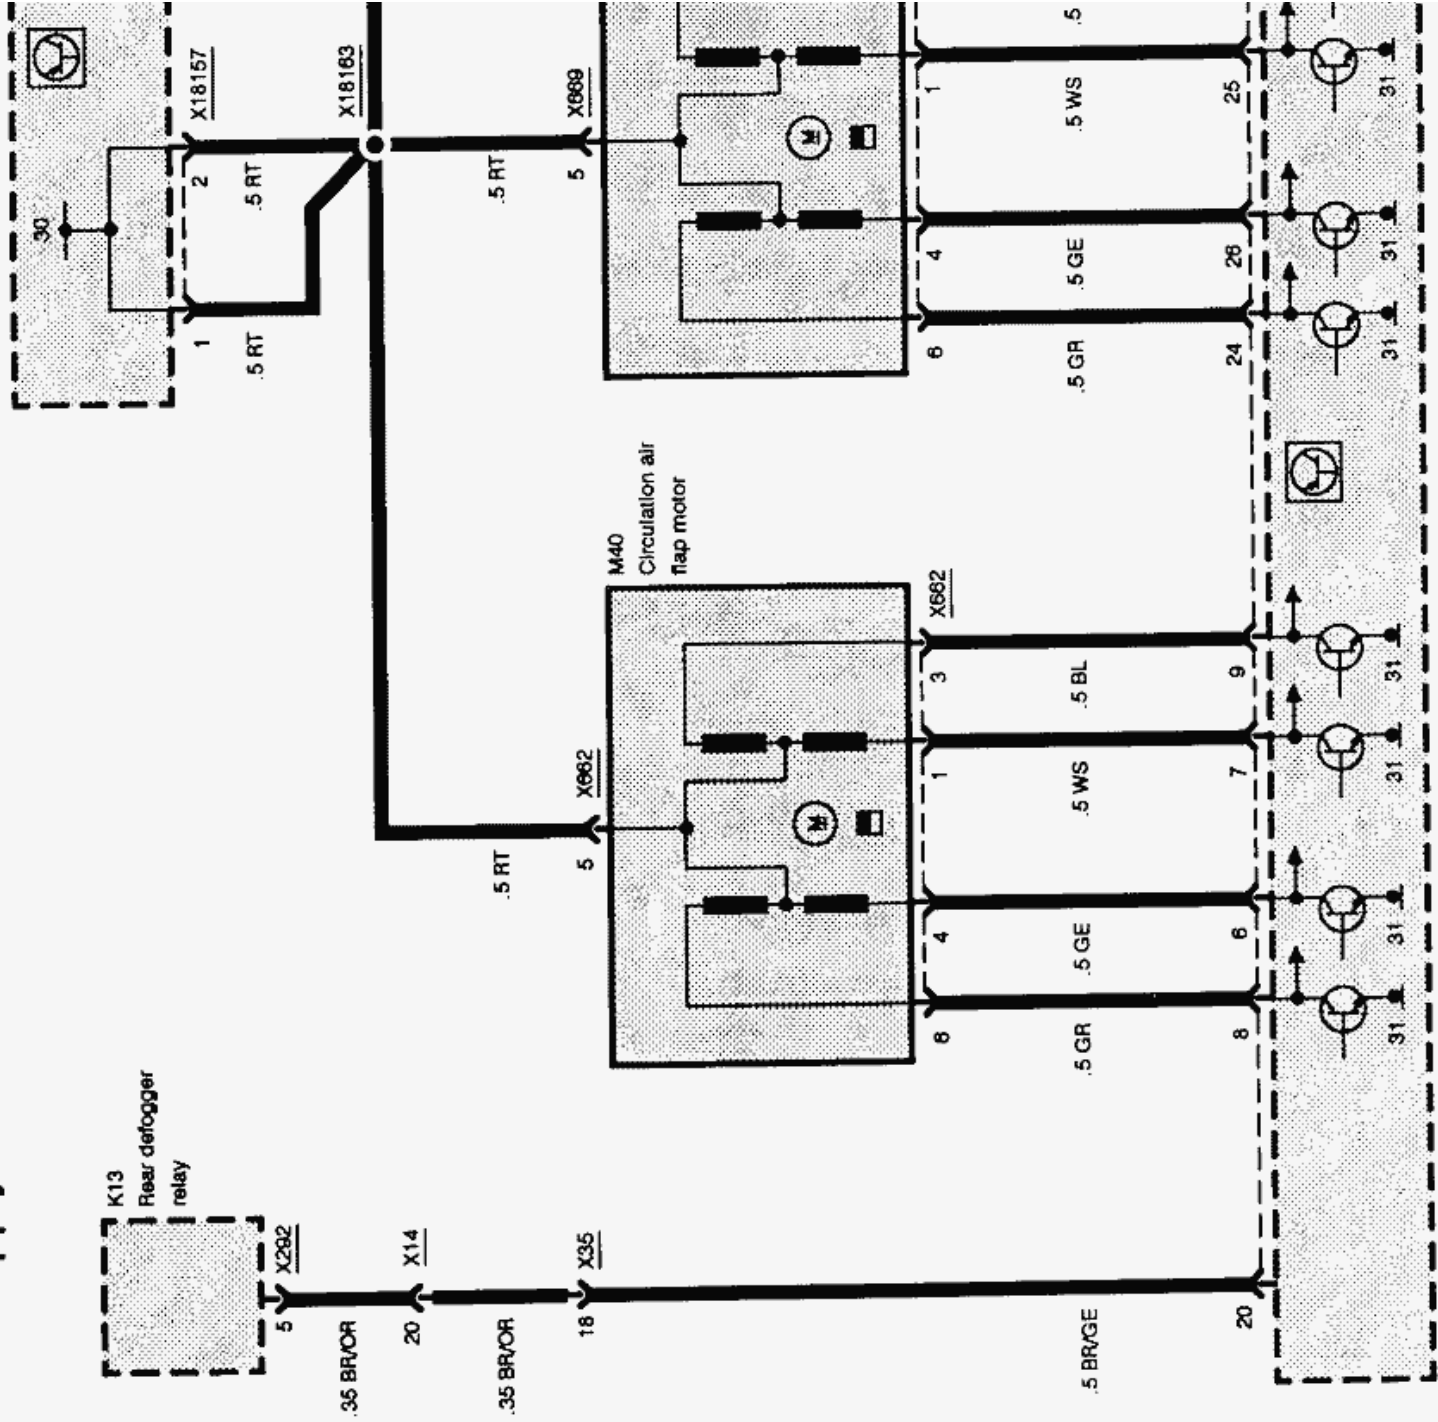 30
X18157
2
.5 RT
1
.5 RT
X18163
.5 RT
X669
5
M
1
.5
.5 WS
25
31
4
.5 GE
26
31
6
.5 GR
24
31
M40
Circulation air
flap motor
X662
5
.5 RT
M
X662
3
.5 BL
9
31
1
.5 WS
7
31
4
.5 GE
6
31
6
.5 GR
8
31
K13
Rear defogger
relay
X292
5
.35 BR/OR
X14
20
.35 BR/OR
X35
18
.5 BR/GE
20